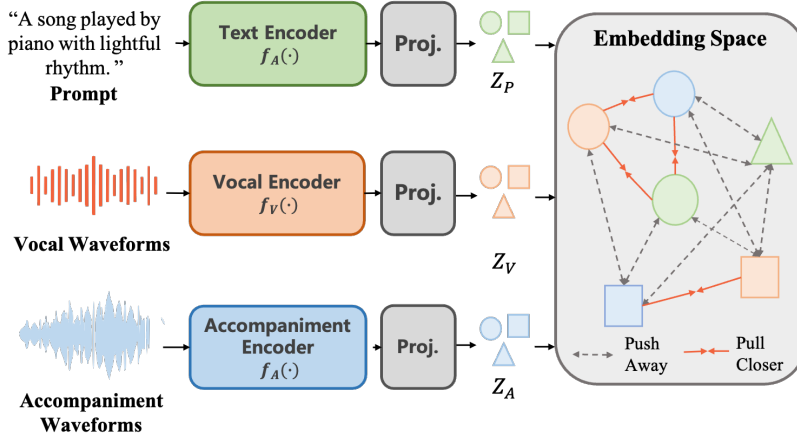 “A song played by
piano with lightful
rhythm. ”
Prompt
Text Encoder
f_A(·)
Proj.
Z_P
Vocal Waveforms
Vocal Encoder
f_V(·)
Proj.
Z_V
Accompaniment
Waveforms
Accompaniment
Encoder
f_A(·)
Proj.
Z_A
Embedding Space
Push
Away
Pull
Closer